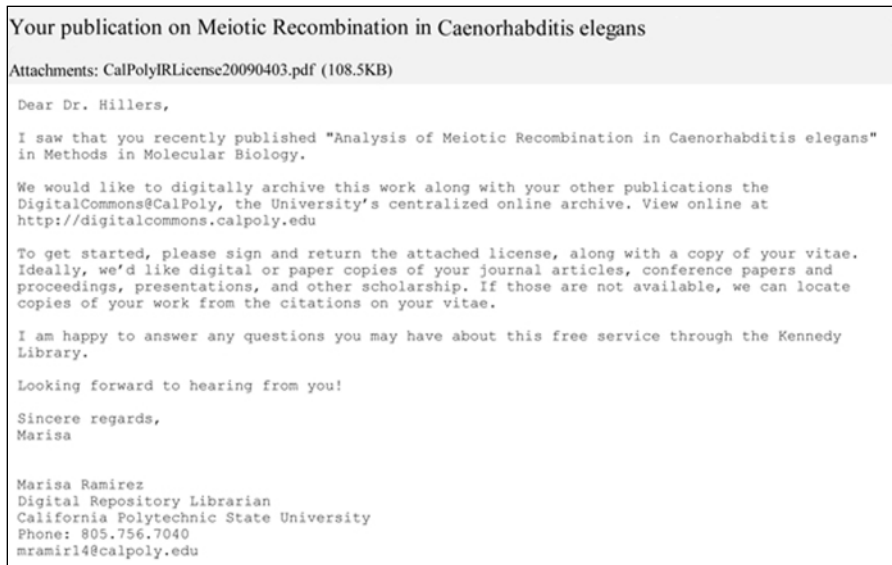 Your publication on Meiotic Recombination in Caenorhabditis elegans
Attachments: CalPolyIRLicense20090403.pdf (108.5KB)
Dear Dr. Hillers,
I saw that you recently published "Analysis of Meiotic Recombination in Caenorhabditis elegans"
in Methods in Molecular Biology.
We would like to digitally archive this work along with your other publications the
DigitalCommons@CalPoly, the University's centralized online archive. View online at
http://digitalcommons.calpoly.edu
To get started, please sign and return the attached license, along with a copy of your vitae.
Ideally, we'd like digital or paper copies of your journal articles, conference papers and
proceedings, presentations, and other scholarship. If those are not available, we can locate
copies of your work from the citations on your vitae.
I am happy to answer any questions you may have about this free service through the Kennedy
Library.
Looking forward to hearing from you!
Sincere regards,
Marisa
Marisa Ramirez
Digital Repository Librarian
California Polytechnic State University
Phone: 805.756.7040
mramir14@calpoly.edu